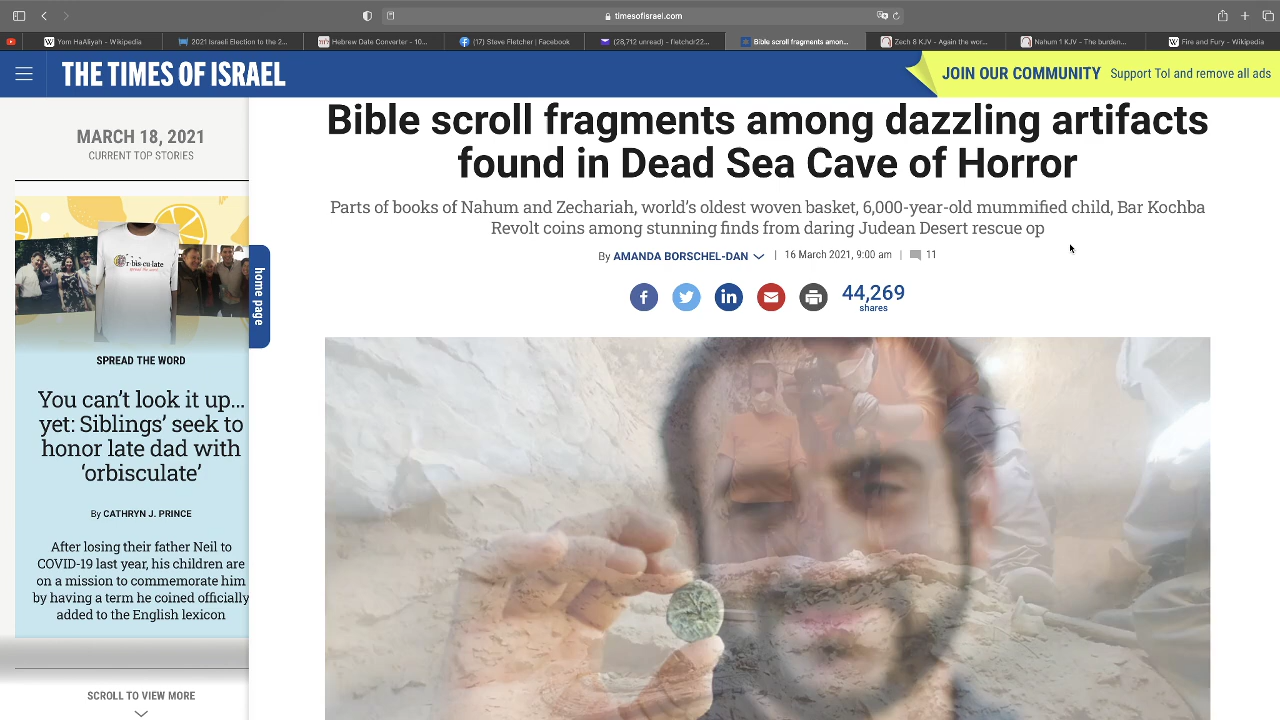 timesofisrael.com
Yom HaAliyah - Wikipedia
2021 Israeli Election to the 2...
Hebrew Date Converter - 10...
(17) Steve Fletcher | Facebook
(28,712 unread) - fletchdr22...
Bible scroll fragments amon...
Zech 8 KJV - Again the wor...
Nahum 1 KJV - The burden...
Fire and Fury - Wikipedia
THE TIMES OF ISRAEL
JOIN OUR COMMUNITY Support ToI and remove all ads
MARCH 18, 2021
CURRENT TOP STORIES
SPREAD THE WORD
You can’t look it up...
yet: Siblings’ seek to
honor late dad with
‘orbisculate’
By CATHRYN J. PRINCE
After losing their father Neil to
COVID-19 last year, his children are
on a mission to commemorate him
by having a term he coined officially
added to the English lexicon
SCROLL TO VIEW MORE
home page
Bible scroll fragments among dazzling artifacts
found in Dead Sea Cave of Horror
Parts of books of Nahum and Zechariah, world’s oldest woven basket, 6,000-year-old mummified child, Bar Kochba
Revolt coins among stunning finds from daring Judean Desert rescue op
By AMANDA BORSCHEL-DAN | 16 March 2021, 9:00 am | 11
44,269
shares